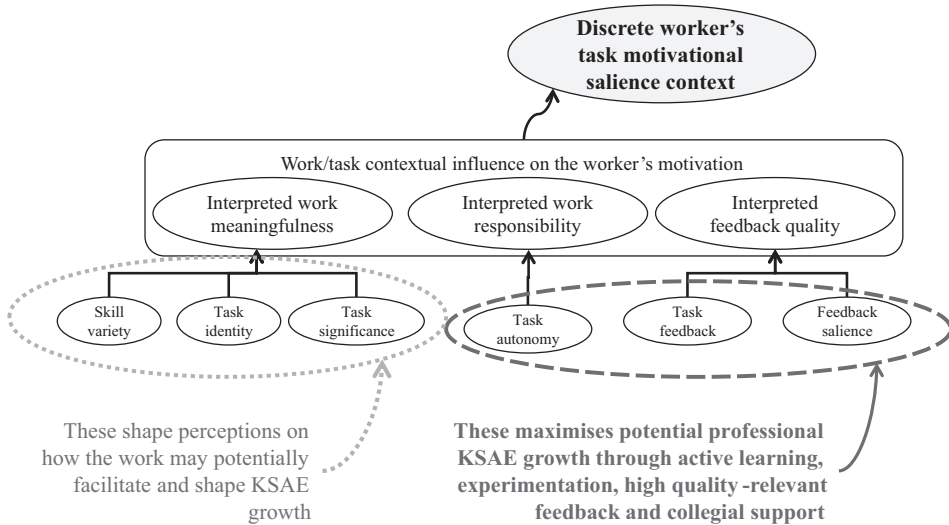 Discrete worker's
task motivational
salience context
Work/task contextual influence on the worker's motivation
Interpreted work
meaningfulness
Interpreted work
responsibility
Interpreted
feedback quality
Skill
variety
Task
identity
Task
significance
Task
autonomy
Task
feedback
Feedback
salience
These shape perceptions on
how the work may potentially
facilitate and shape KSAE
growth
These maximises potential professional
KSAE growth through active learning,
experimentation, high quality -relevant
feedback and collegial support